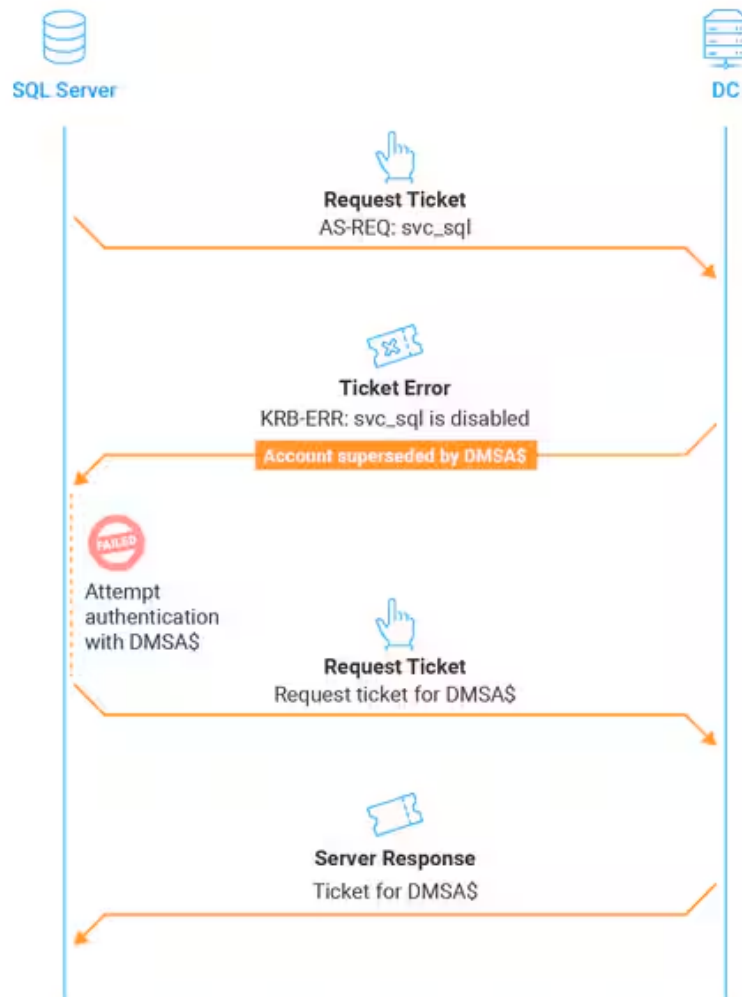 SQL Server
DC
Request Ticket
AS-REQ: svc_sql
Ticket Error
KRB-ERR: svc_sql is disabled
Account superseded by DMSA$
FAILED
Attempt
authentication
with DMSA$
Request Ticket
Request ticket for DMSA$
Server Response
Ticket for DMSA$